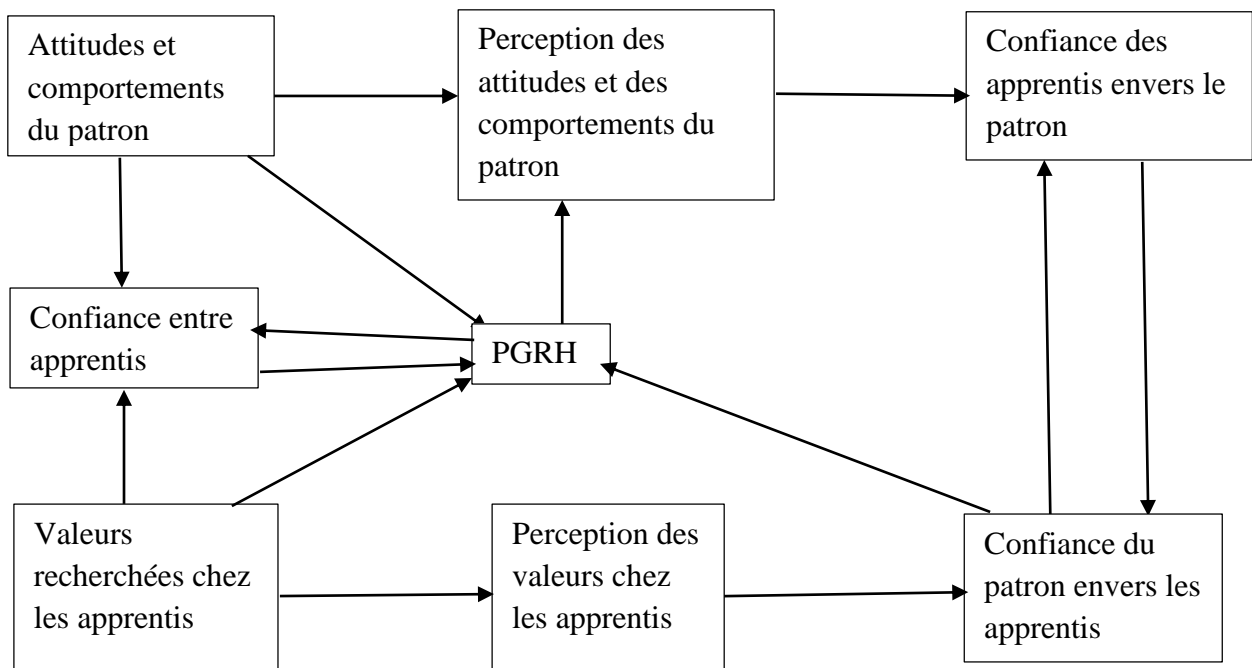 Attitudes et
comportements
du patron
Perception des
attitudes et des
comportements du
patron
Confiance des
apprentis envers le
patron
Confiance entre
apprentis
PGRH
Valeurs
recherchées chez
les apprentis
Perception des
valeurs chez
les apprentis
Confiance du
patron envers les
apprentis